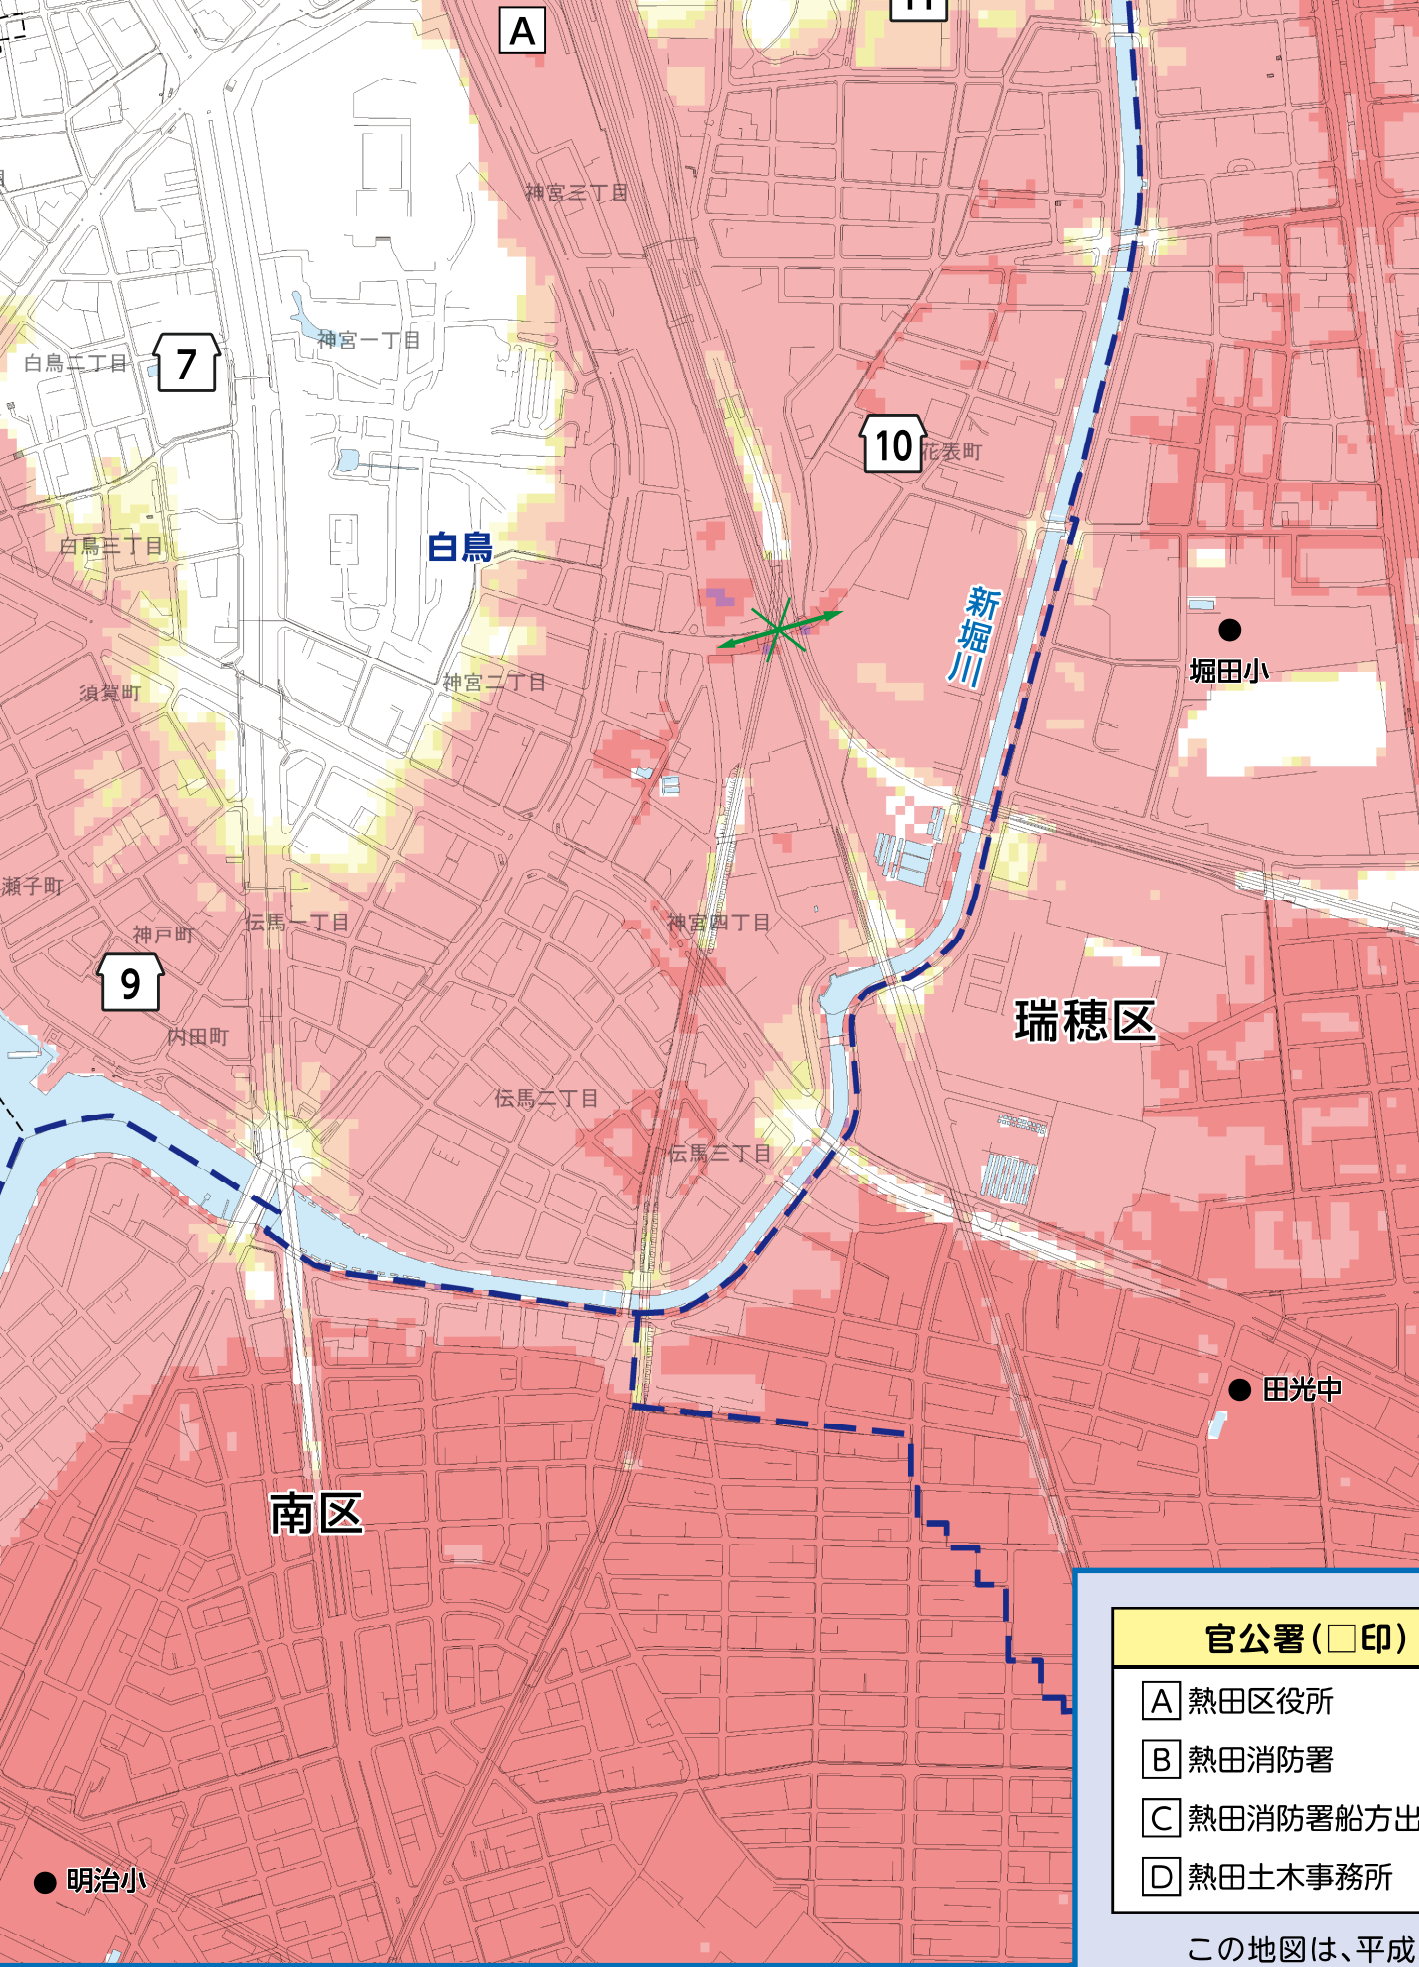 A
神宮三丁目
神宮一丁目
白鳥二丁目
7
10
花表町
白鳥三丁目
白鳥
新堀川
堀田小
須賀町
神宮二丁目
瀬子町
伝馬一丁目
神宮四丁目
神戸町
9
瑞穂区
内田町
伝馬二丁目
伝馬三丁目
田光中
南区
官公署(□印)
A 熱田区役所
B 熱田消防署
C 熱田消防署船方出
D 熱田土木事務所
明治小
この地図は、平成